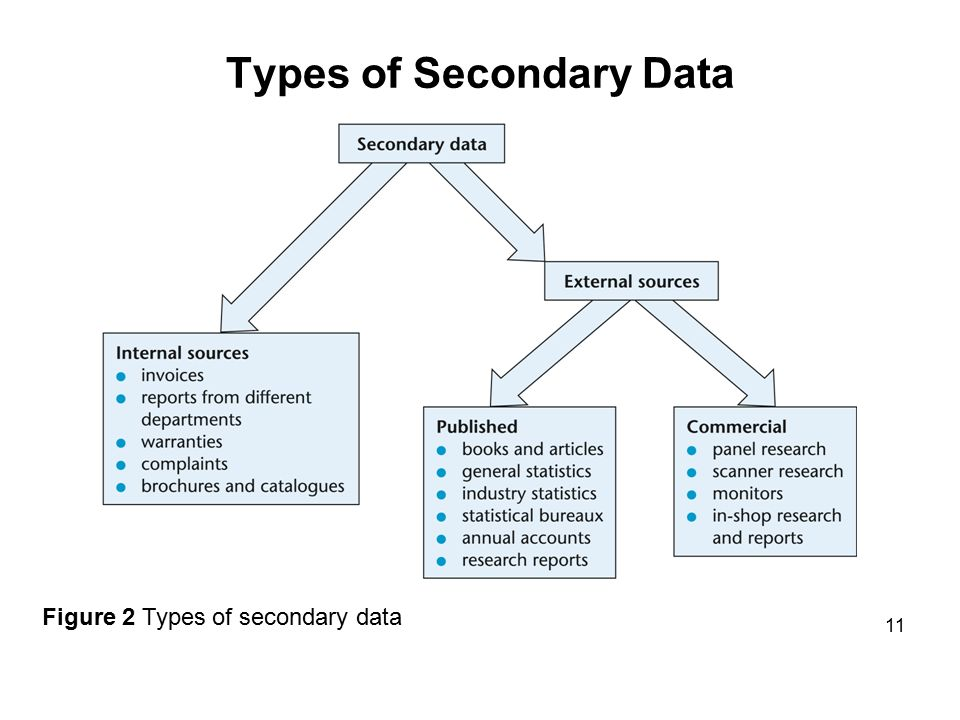 Types of Secondary Data
Secondary data
External sources
Internal sources
● invoices
● reports from different
departments
● warranties
● complaints
● brochures and catalogues
Published
● books and articles
● general statistics
● industry statistics
● statistical bureaux
● annual accounts
● research reports
Commercial
● panel research
● scanner research
● monitors
● in-shop research
and reports
Figure 2 Types of secondary data
11